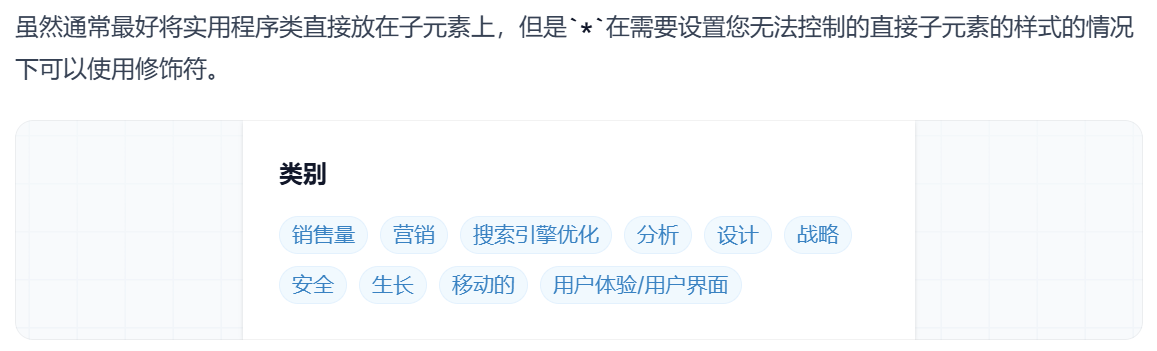 虽然通常最好将实用程序类直接放在子元素上，但是`*`在需要设置您无法控制的直接子元素的样式的情况
下可以使用修饰符。
类别
销售量 营销 搜索引擎优化 分析 设计 战略
安全 生长 移动的 用户体验/用户界面